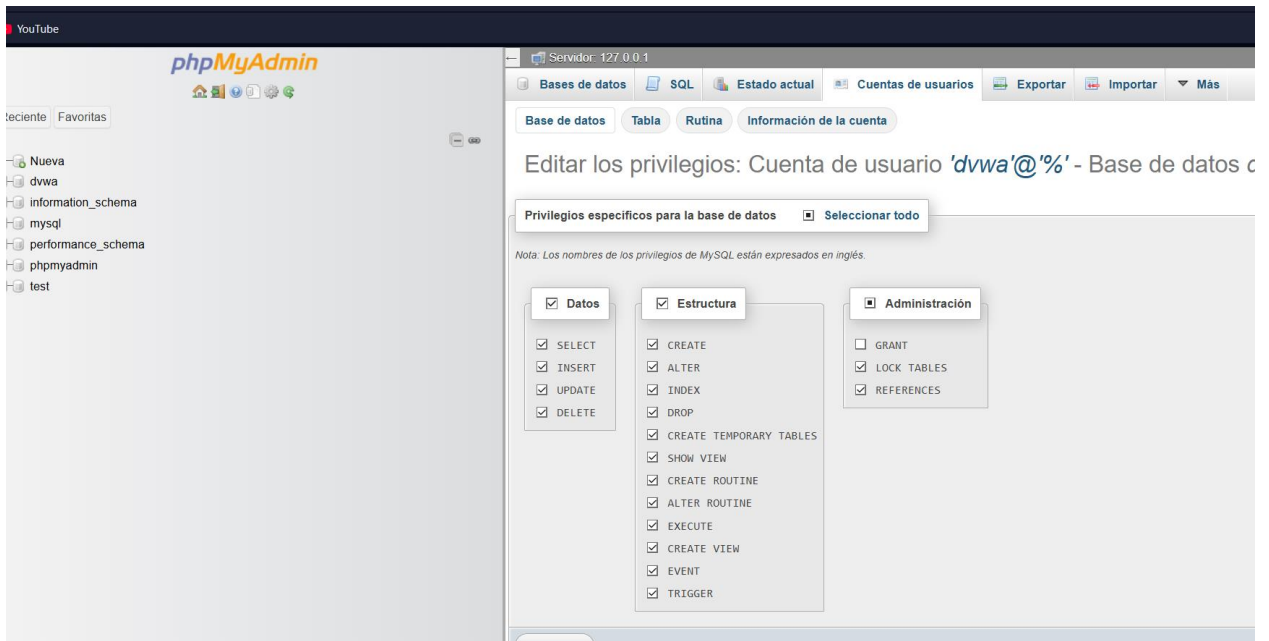 YouTube
phpMyAdmin
Reciente Favoritas
Nueva
dvwa
information_schema
mysql
performance_schema
phpmyadmin
test
Servidor: 127.0.0.1
Bases de datos SQL Estado actual Cuentas de usuarios Exportar Importar Más
Base de datos Tabla Rutina Información de la cuenta
Editar los privilegios: Cuenta de usuario 'dvwa'@'%' - Base de datos
Privilegios específicos para la base de datos Seleccionar todo
Nota: Los nombres de los privilegios de MySQL están expresados en inglés.
Datos
SELECT
INSERT
UPDATE
DELETE
Estructura
CREATE
ALTER
INDEX
DROP
CREATE TEMPORARY TABLES
SHOW VIEW
CREATE ROUTINE
ALTER ROUTINE
EXECUTE
CREATE VIEW
EVENT
TRIGGER
Administración
GRANT
LOCK TABLES
REFERENCES